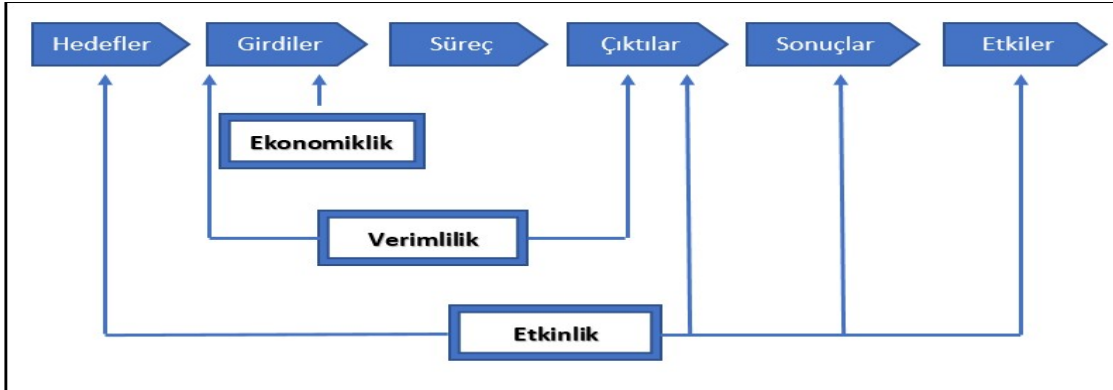 Hedefler
Girdiler
Süreç
Çıktılar
Sonuçlar
Etkiler
Ekonomiklik
Verimlilik
Etkinlik